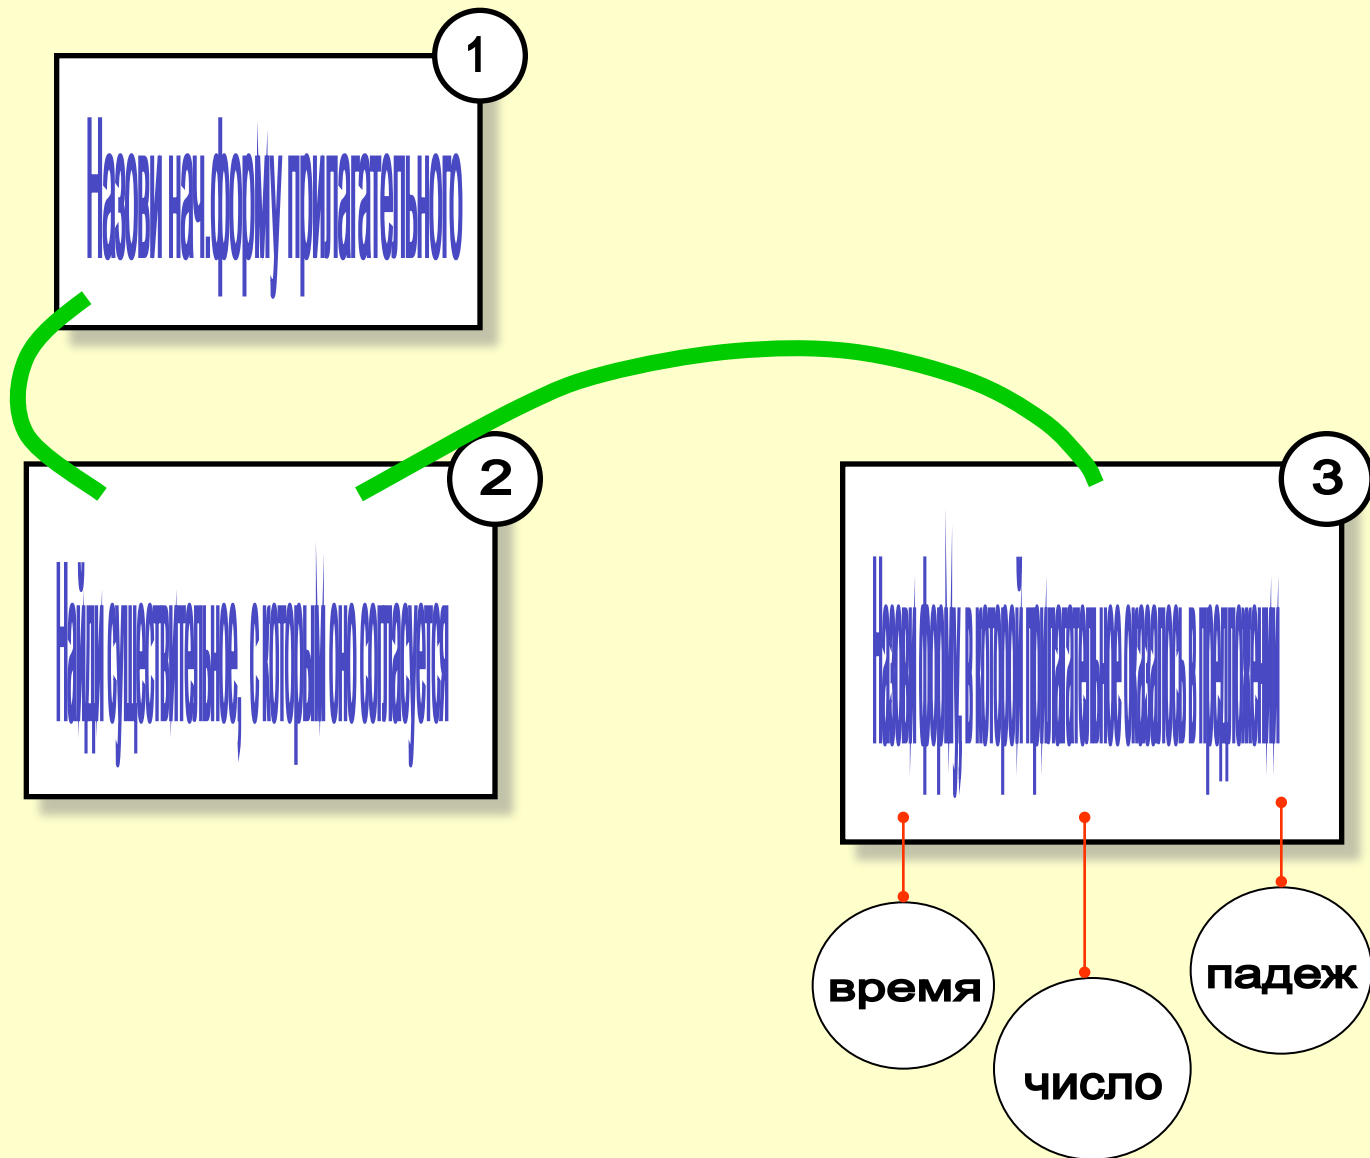 1
Назови нач.форму прилагательного
2
Найди существительное, с которым оно согласуется
3
Назови форму, в которой прилагательное оказалось в предложении
время
число
падеж